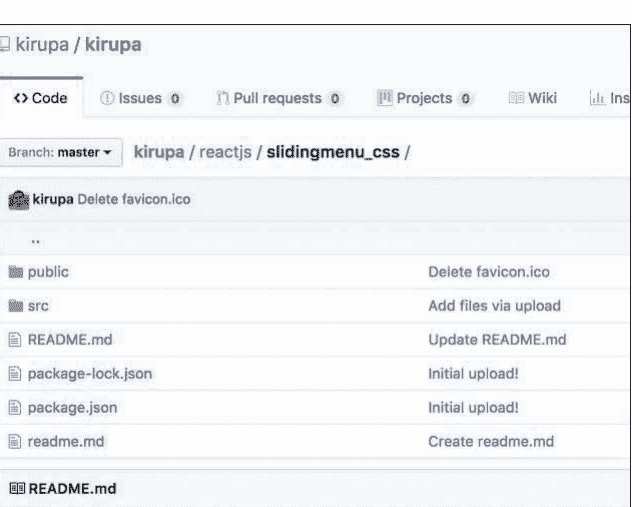 kirupa / kirupa
Code Issues 0 Pull requests 0 Projects 0 Wiki Ins
Branch: master kirupa / reactjs / slidingmenu_css /
kirupa Delete favicon.ico
..
public Delete favicon.ico
src Add files via upload
README.md Update README.md
package-lock.json Initial upload!
package.json Initial upload!
readme.md Create readme.md
README.md